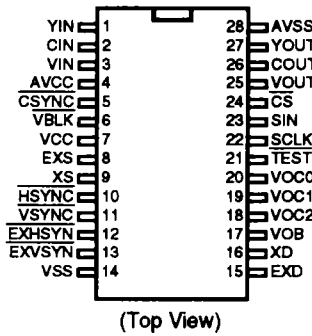 YIN 1 28 AVSS
CIN 2 27 YOUT
VIN 3 26 COUT
AVCC 4 25 VOUT
CSYNC 5 24 CS
VBLK 6 23 SIN
VCC 7 22 SCLK
EXS 8 21 TEST
XS 9 20 VOC0
HSYNC 10 19 VOC1
VSYNC 11 18 VOC2
EXHSYN 12 17 VOB
EXVSYN 13 16 XD
VSS 14 15 EXD
(Top View)